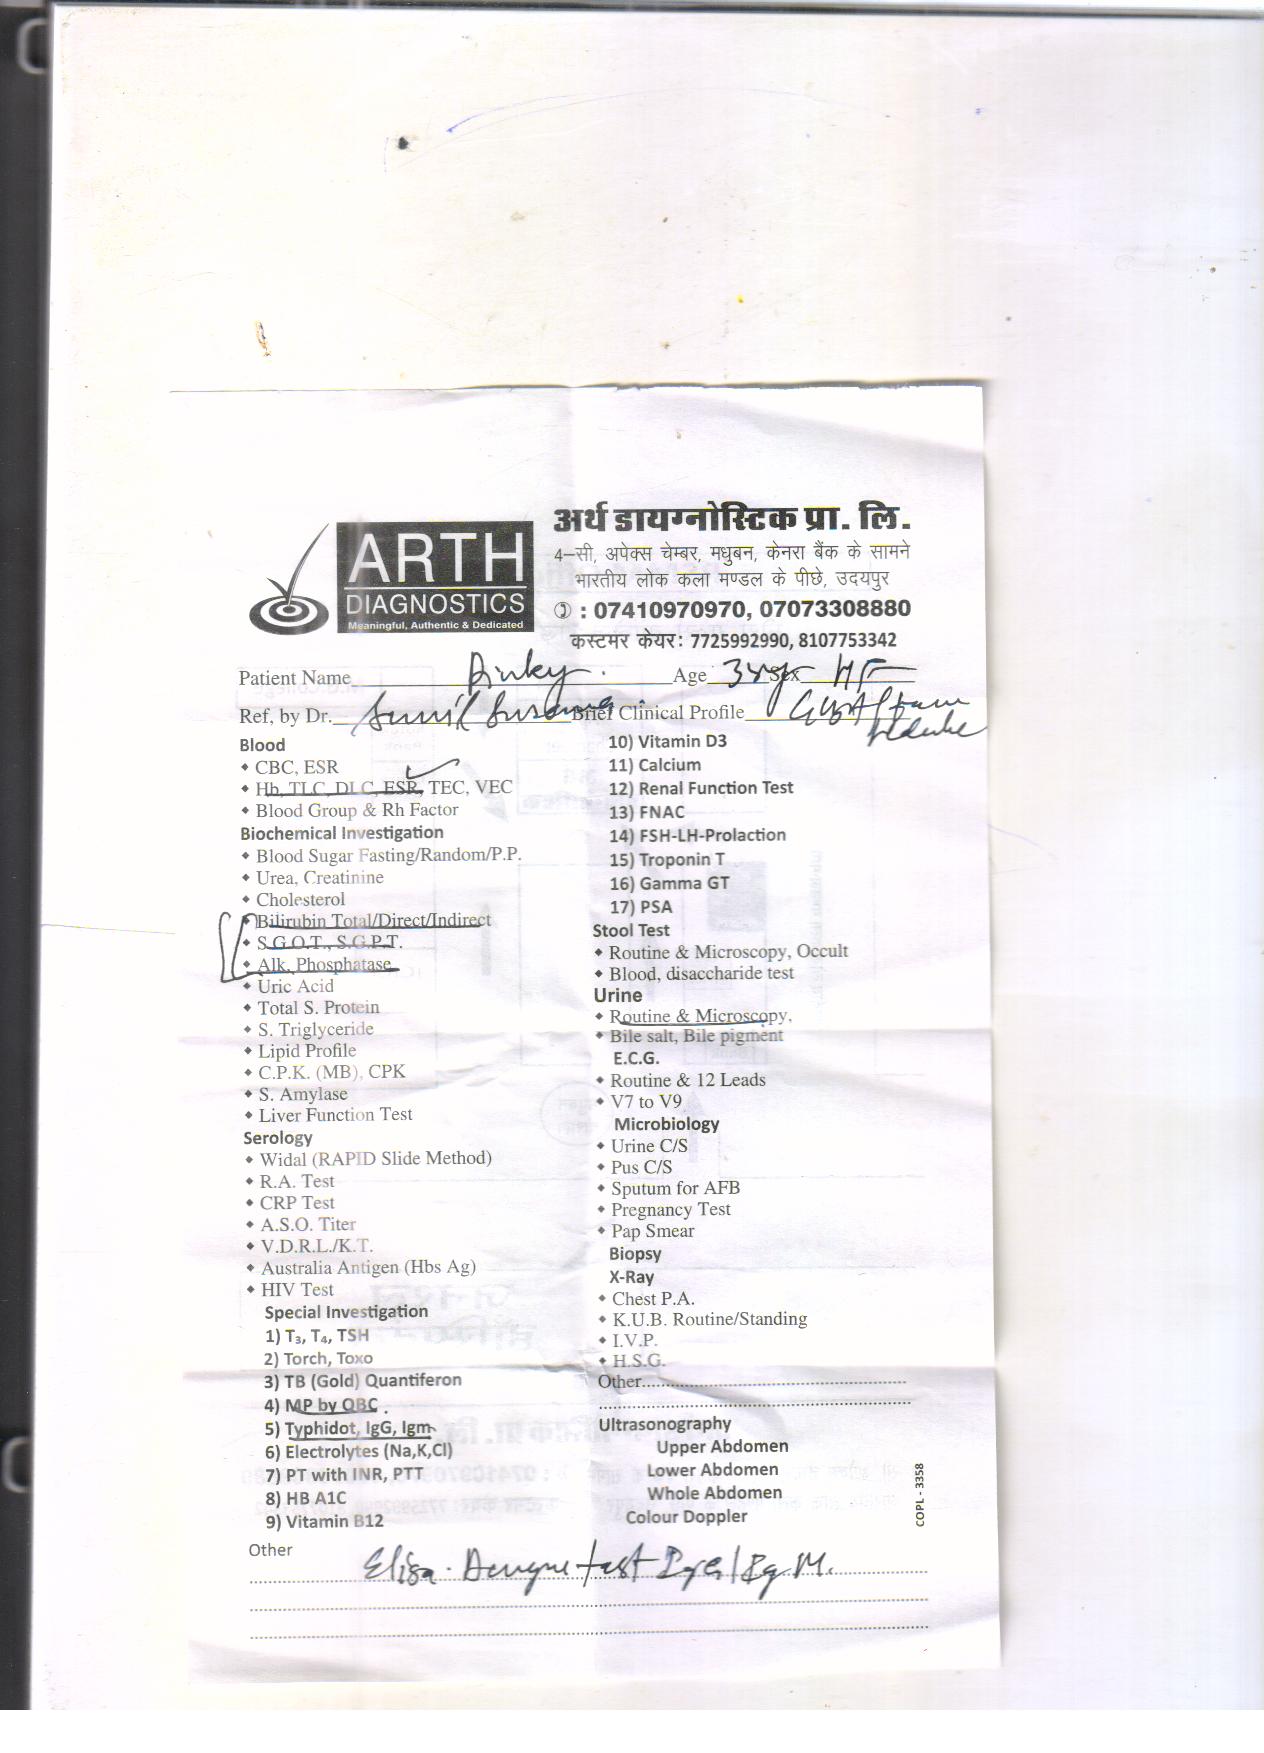 ARTH
DIAGNOSTICS
Meaningful, Authentic & Dedicated
अर्थ डायग्नोस्टिक प्रा. लि.
4–सी, अपेक्स चेम्बर, मधुबन, केनरा बैंक के सामने
भारतीय लोक कला मण्डल के पीछे, उदयपुर
: 07410970970, 07073308880
कस्टमर केयर: 7725992990, 8107753342
Patient Name Pinky. Age 38 yr Sex F
Ref, by Dr. Sunil Brief Clinical Profile
Blood
CBC, ESR
Hb, TLC, DLC, ESR, TEC, VEC
Blood Group & Rh Factor
Biochemical Investigation
Blood Sugar Fasting/Random/P.P.
Urea, Creatinine
Cholesterol
Bilirubin Total/Direct/Indirect
S.G.O.T., S.G.P.T.
Alk. Phosphatase
Uric Acid
Total S. Protein
S. Triglyceride
Lipid Profile
C.P.K. (MB), CPK
S. Amylase
Liver Function Test
Serology
Widal (RAPID Slide Method)
R.A. Test
CRP Test
A.S.O. Titer
V.D.R.L./K.T.
Australia Antigen (Hbs Ag)
HIV Test
Special Investigation
1) T₃, T₄, TSH
2) Torch, Toxo
3) TB (Gold) Quantiferon
4) MP by QBC
5) Typhidot, IgG, Igm
6) Electrolytes (Na,K,Cl)
7) PT with INR, PTT
8) HB A1C
9) Vitamin B12
10) Vitamin D3
11) Calcium
12) Renal Function Test
13) FNAC
14) FSH-LH-Prolaction
15) Troponin T
16) Gamma GT
17) PSA
Stool Test
Routine & Microscopy, Occult
Blood, disaccharide test
Urine
Routine & Microscopy,
Bile salt, Bile pigment
E.C.G.
Routine & 12 Leads
V7 to V9
Microbiology
Urine C/S
Pus C/S
Sputum for AFB
Pregnancy Test
Pap Smear
Biopsy
X-Ray
Chest P.A.
K.U.B. Routine/Standing
I.V.P.
H.S.G.
Other
Ultrasonography
Upper Abdomen
Lower Abdomen
Whole Abdomen
Colour Doppler
COPL - 3358
Other
Elisa. Dengue test IgG/IgM.